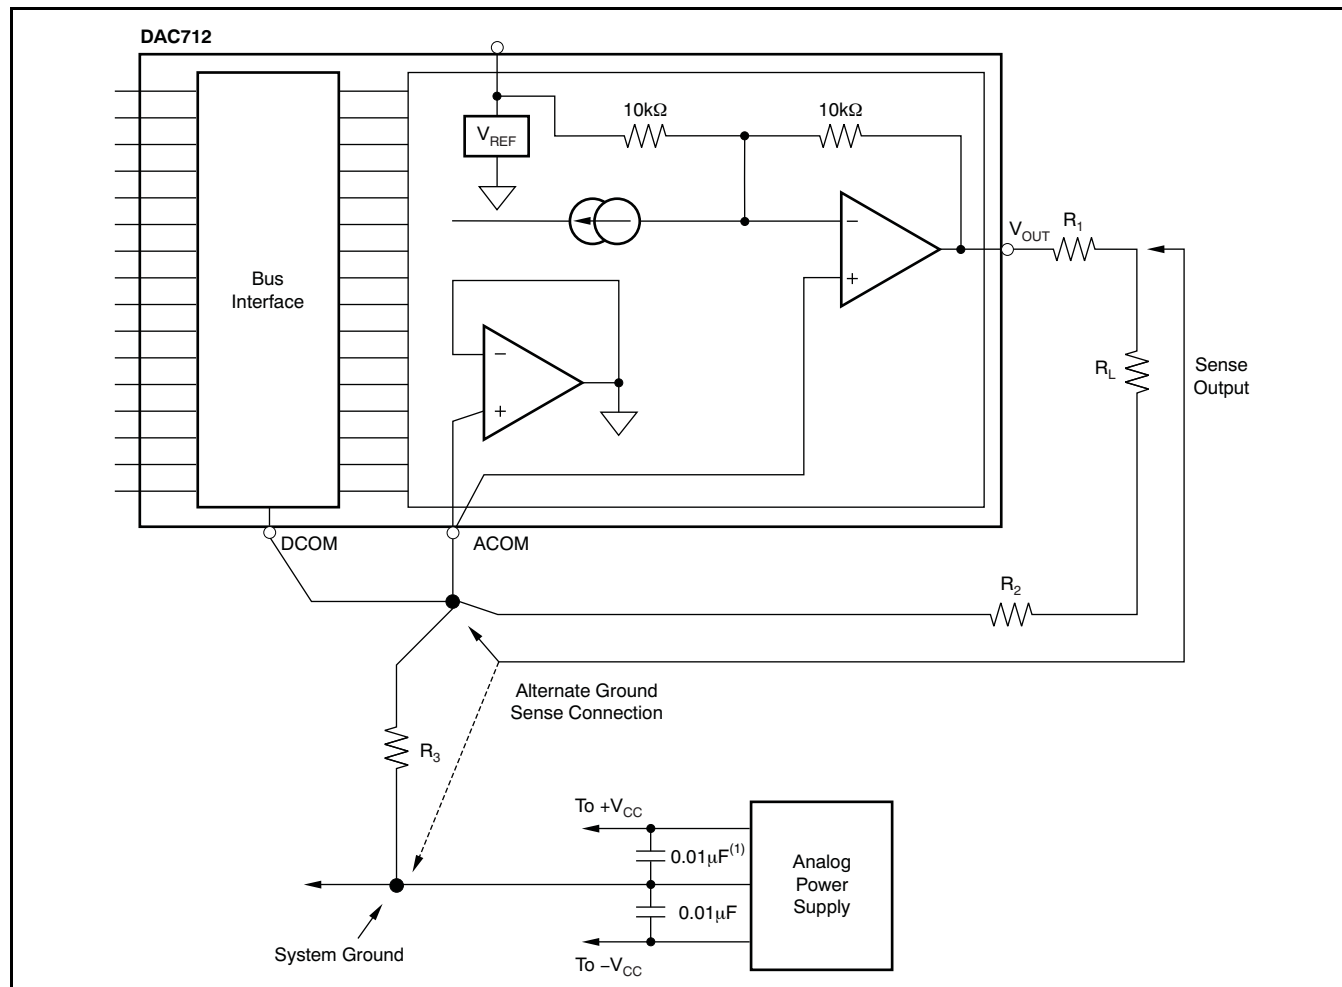 DAC712
10kΩ
10kΩ
V_REF
V_OUT
R_1
Bus
Interface
−
+
−
+
R_L
Sense
Output
DCOM
ACOM
R_2
Alternate Ground
Sense Connection
R_3
To +V_CC
0.01µF^(1)
Analog
Power
Supply
0.01µF
System Ground
To −V_CC